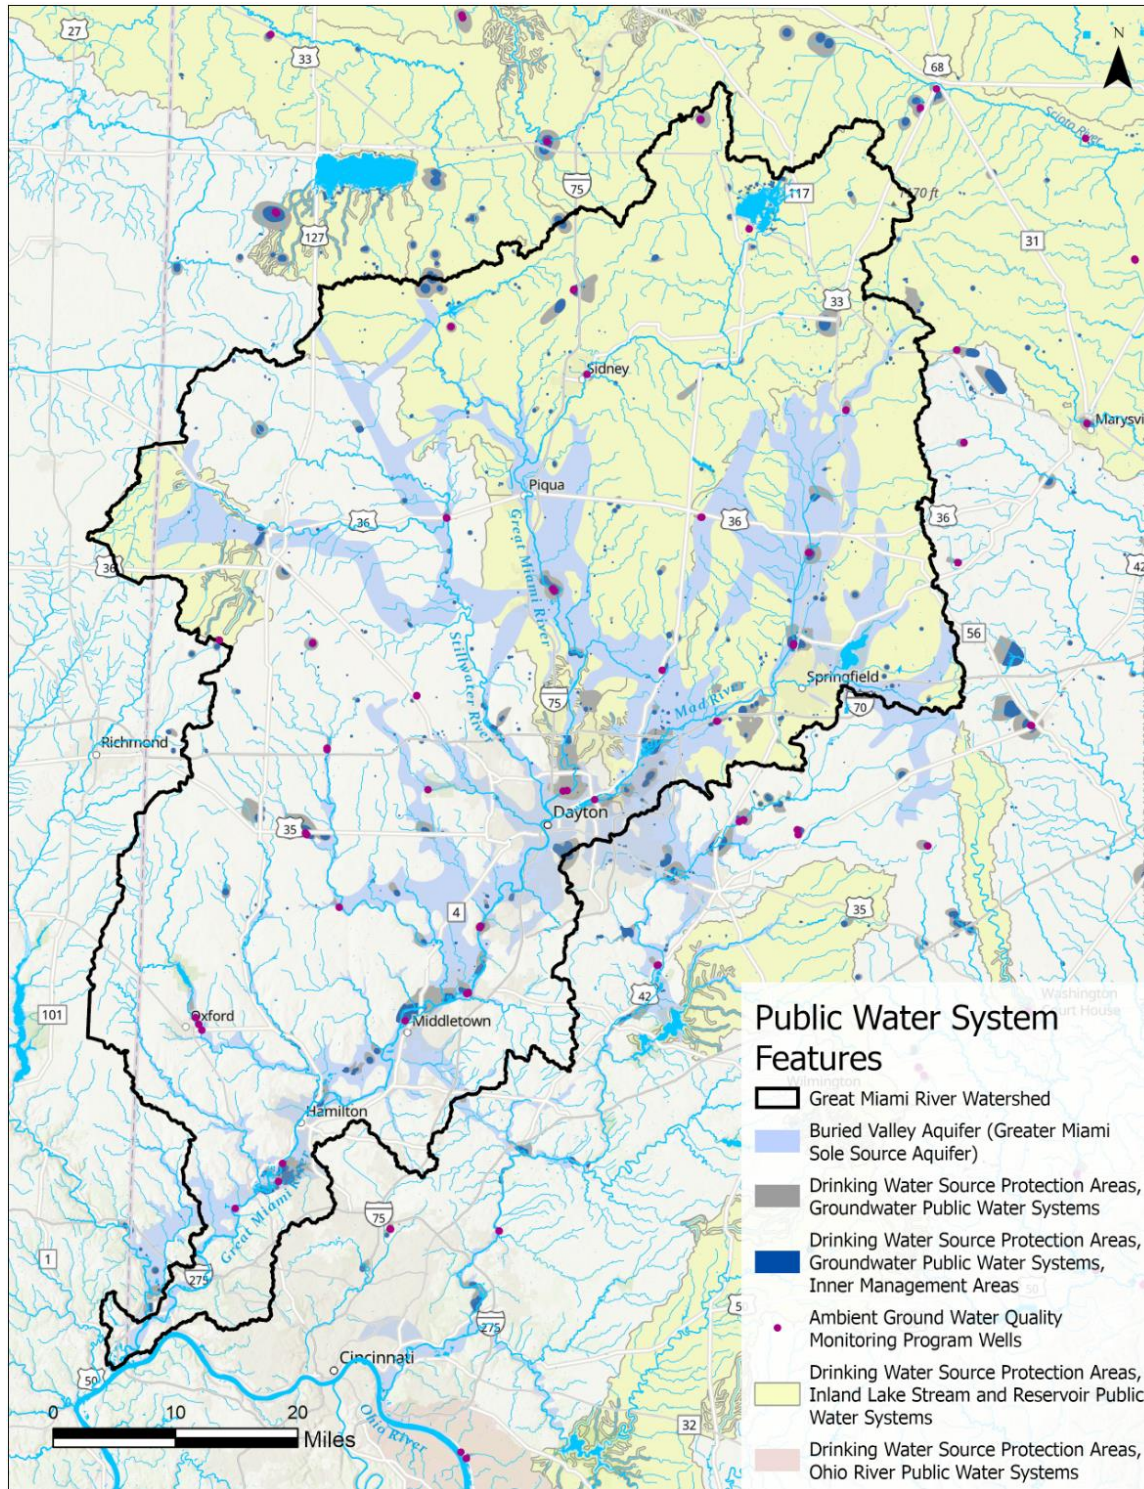 27
33
68
N
Scioto River
75
117
1170 ft
127
31
33
Sidney
Marysvi
Piqua
36
36
36
36
42
Great Miami River
Stillwater River
56
75
Mad River
Springfield
70
Richmond
35
Dayton
4
35
42
101
Oxford
Middletown
Washington
Court House
Wilmington
Hamilton
Great Miami
75
1
275
275
50
50
50
Cincinnati
Ohio River
32
0 10 20
Miles
Public Water System
Features
Great Miami River Watershed
Buried Valley Aquifer (Greater Miami
Sole Source Aquifer)
Drinking Water Source Protection Areas,
Groundwater Public Water Systems
Drinking Water Source Protection Areas,
Groundwater Public Water Systems,
Inner Management Areas
Ambient Ground Water Quality
Monitoring Program Wells
Drinking Water Source Protection Areas,
Inland Lake Stream and Reservoir Public
Water Systems
Drinking Water Source Protection Areas,
Ohio River Public Water Systems